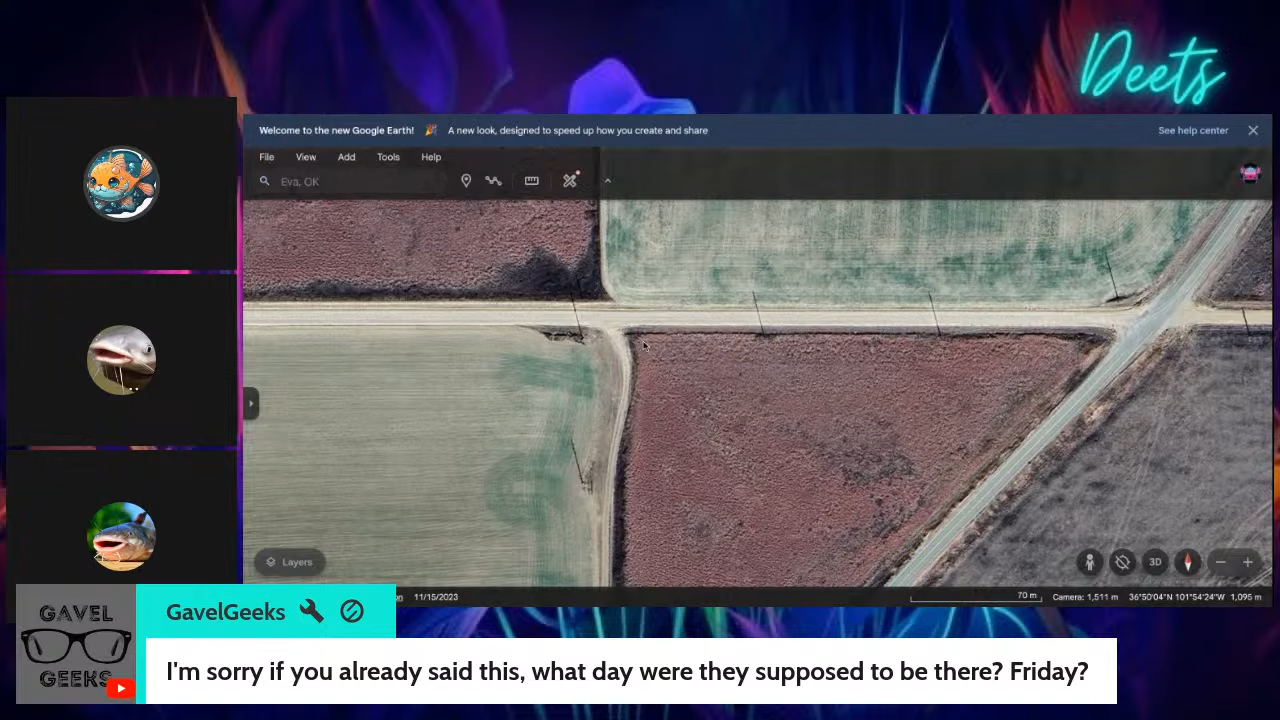 Deets
Welcome to the new Google Earth! A new look, designed to speed up how you create and share See help center
File View Add Tools Help
Eva, OK
3D
Layers
11/15/2023 70 m Camera: 1,511 m 36°50'04"N 101°54'24"W 1,095 m
GAVEL
GEEKS
GavelGeeks
I'm sorry if you already said this, what day were they supposed to be there? Friday?